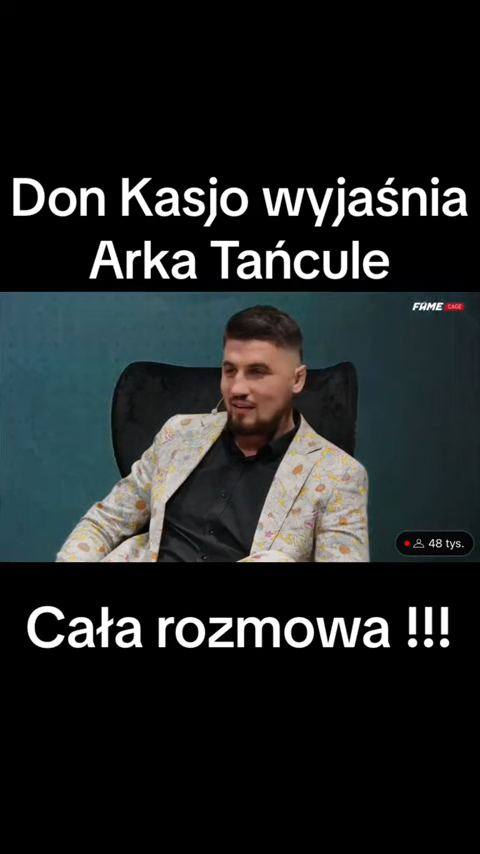 Don Kasjo wyjaśnia
Arka Tańcule
FAME CAGE
48 tys.
Cała rozmowa !!!